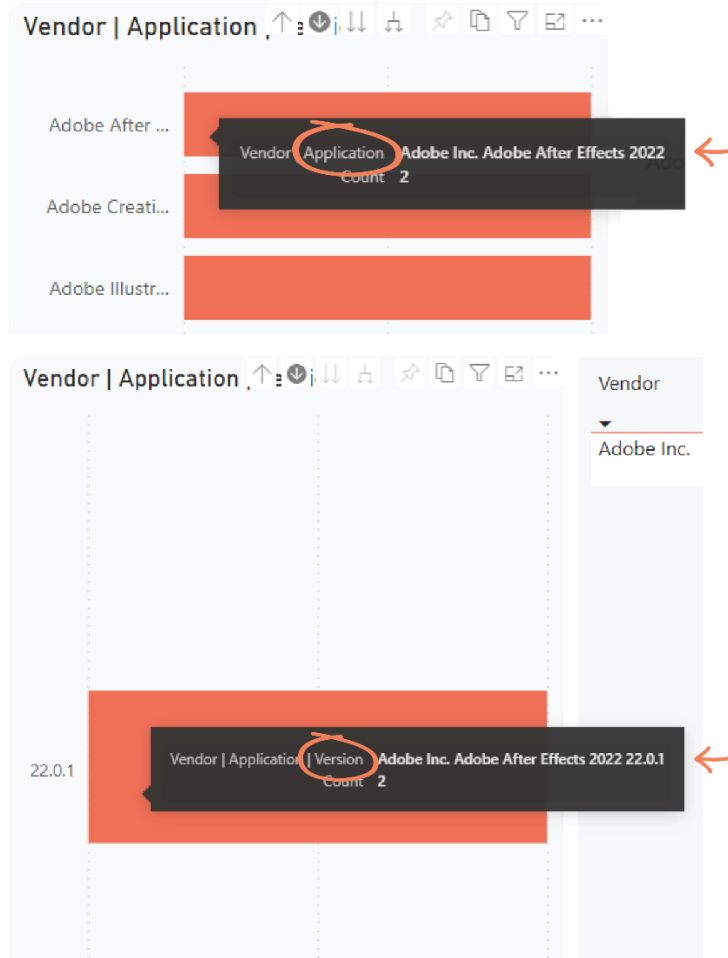 Vendor | Application
Adobe After ...
Vendor | Application Adobe Inc. Adobe After Effects 2022
Count 2
Adobe Creati...
Adobe Illustr...
Vendor | Application
Vendor
Adobe Inc.
Vendor | Application | Version Adobe Inc. Adobe After Effects 2022 22.0.1
Count 2
22.0.1